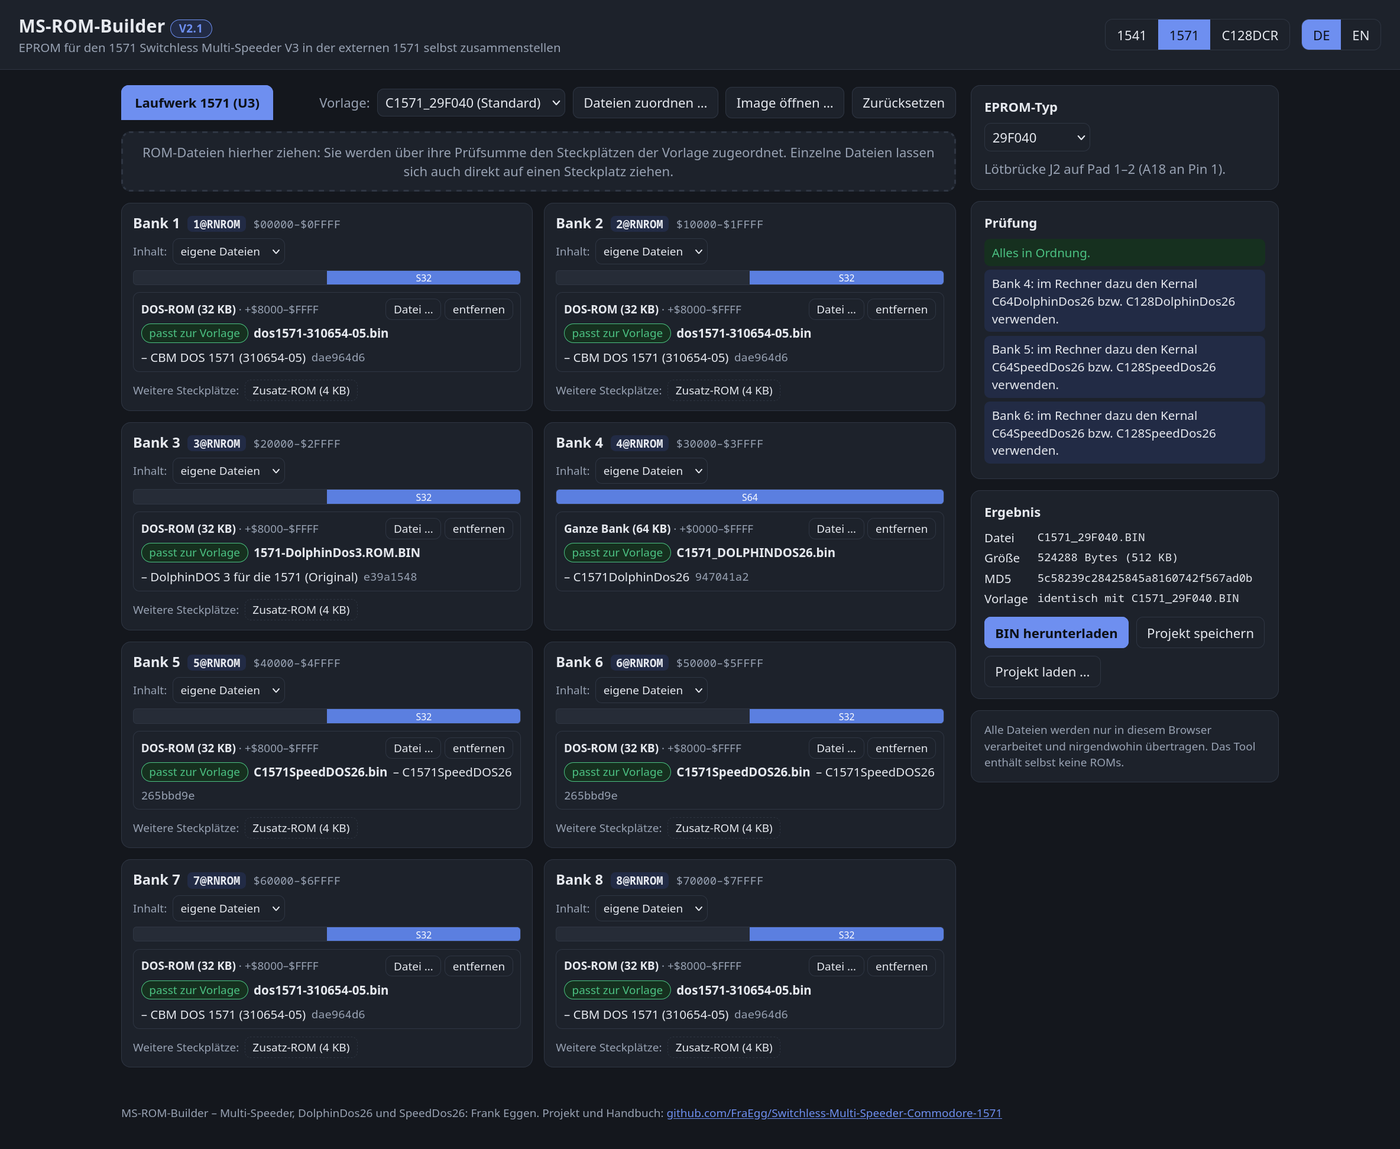 MS-ROM-Builder V2.1
EPROM für den 1571 Switchless Multi-Speeder V3 in der externen 1571 selbst zusammenstellen
1541 1571 C128DCR DE EN
Laufwerk 1571 (U3) Vorlage: C1571_29F040 (Standard) Dateien zuordnen ... Image öffnen ... Zurücksetzen
ROM-Dateien hierher ziehen: Sie werden über ihre Prüfsumme den Steckplätzen der Vorlage zugeordnet. Einzelne Dateien lassen
sich auch direkt auf einen Steckplatz ziehen.
Bank 1 1@RNROM $00000–$0FFFF
Inhalt: eigene Dateien
S32
DOS-ROM (32 KB) · +$8000–$FFFF Datei ... entfernen
passt zur Vorlage dos1571-310654-05.bin
– CBM DOS 1571 (310654-05) dae964d6
Weitere Steckplätze: Zusatz-ROM (4 KB)
Bank 2 2@RNROM $10000–$1FFFF
Inhalt: eigene Dateien
S32
DOS-ROM (32 KB) · +$8000–$FFFF Datei ... entfernen
passt zur Vorlage dos1571-310654-05.bin
– CBM DOS 1571 (310654-05) dae964d6
Weitere Steckplätze: Zusatz-ROM (4 KB)
Bank 3 3@RNROM $20000–$2FFFF
Inhalt: eigene Dateien
S32
DOS-ROM (32 KB) · +$8000–$FFFF Datei ... entfernen
passt zur Vorlage 1571-DolphinDos3.ROM.BIN
– DolphinDOS 3 für die 1571 (Original) e39a1548
Weitere Steckplätze: Zusatz-ROM (4 KB)
Bank 4 4@RNROM $30000–$3FFFF
Inhalt: eigene Dateien
S64
Ganze Bank (64 KB) · +$0000–$FFFF Datei ... entfernen
passt zur Vorlage C1571_DOLPHINDOS26.bin
– C1571DolphinDos26 947041a2
Bank 5 5@RNROM $40000–$4FFFF
Inhalt: eigene Dateien
S32
DOS-ROM (32 KB) · +$8000–$FFFF Datei ... entfernen
passt zur Vorlage C1571SpeedDOS26.bin – C1571SpeedDOS26
265bbd9e
Weitere Steckplätze: Zusatz-ROM (4 KB)
Bank 6 6@RNROM $50000–$5FFFF
Inhalt: eigene Dateien
S32
DOS-ROM (32 KB) · +$8000–$FFFF Datei ... entfernen
passt zur Vorlage C1571SpeedDOS26.bin – C1571SpeedDOS26
265bbd9e
Weitere Steckplätze: Zusatz-ROM (4 KB)
Bank 7 7@RNROM $60000–$6FFFF
Inhalt: eigene Dateien
S32
DOS-ROM (32 KB) · +$8000–$FFFF Datei ... entfernen
passt zur Vorlage dos1571-310654-05.bin
– CBM DOS 1571 (310654-05) dae964d6
Weitere Steckplätze: Zusatz-ROM (4 KB)
Bank 8 8@RNROM $70000–$7FFFF
Inhalt: eigene Dateien
S32
DOS-ROM (32 KB) · +$8000–$FFFF Datei ... entfernen
passt zur Vorlage dos1571-310654-05.bin
– CBM DOS 1571 (310654-05) dae964d6
Weitere Steckplätze: Zusatz-ROM (4 KB)
EPROM-Typ
29F040
Lötbrücke J2 auf Pad 1–2 (A18 an Pin 1).
Prüfung
Alles in Ordnung.
Bank 4: im Rechner dazu den Kernal
C64DolphinDos26 bzw. C128DolphinDos26
verwenden.
Bank 5: im Rechner dazu den Kernal
C64SpeedDos26 bzw. C128SpeedDos26
verwenden.
Bank 6: im Rechner dazu den Kernal
C64SpeedDos26 bzw. C128SpeedDos26
verwenden.
Ergebnis
Datei C1571_29F040.BIN
Größe 524288 Bytes (512 KB)
MD5 5c58239c28425845a8160742f567ad0b
Vorlage identisch mit C1571_29F040.BIN
BIN herunterladen Projekt speichern
Projekt laden ...
Alle Dateien werden nur in diesem Browser
verarbeitet und nirgendwohin übertragen. Das Tool
enthält selbst keine ROMs.
MS-ROM-Builder – Multi-Speeder, DolphinDos26 und SpeedDos26: Frank Eggen. Projekt und Handbuch: github.com/FraEgg/Switchless-Multi-Speeder-Commodore-1571